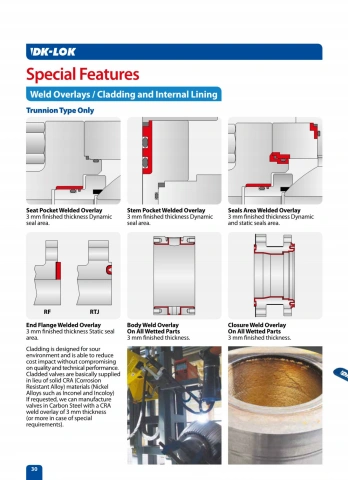 DK-LOK
Special Features
Weld Overlays / Cladding and Internal Lining
Trunnion Type Only
Seat Pocket Welded Overlay
3 mm finished thickness Dynamic
seal area.
Stem Pocket Welded Overlay
3 mm finished thickness Dynamic
seal area.
Seals Area Welded Overlay
3 mm finished thickness Dynamic
and static seals area.
RF RTJ
End Flange Welded Overlay
3 mm finished thickness Static seal
area.
Body Weld Overlay
On All Wetted Parts
3 mm finished thickness.
Closure Weld Overlay
On All Wetted Parts
3 mm finished thickness.
Cladding is designed for sour
environment and is able to reduce
cost impact without compromising
on quality and technical performance.
Cladded valves are basically supplied
in lieu of solid CRA (Corrosion
Resistant Alloy) materials (Nickel
Alloys such as Inconel and Incoloy)
If requested, we can manufacture
valves in Carbon Steel with a CRA
weld overlay of 3 mm thickness
(or more in case of special
requirements).
30